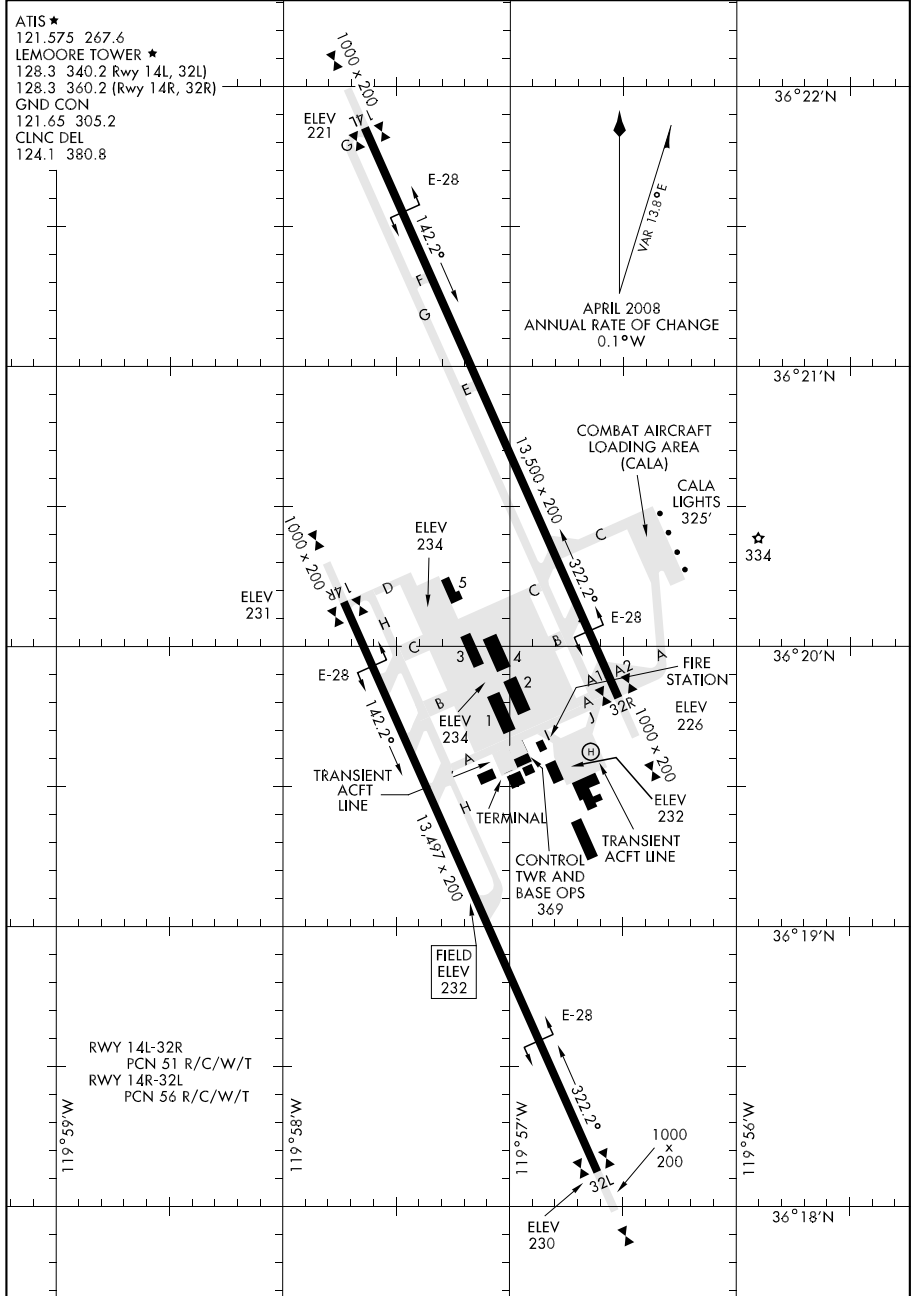 ATIS ★
121.575 267.6
LEMOORE TOWER ★
128.3 340.2 Rwy 14L, 32L)
128.3 360.2 (Rwy 14R, 32R)
GND CON
121.65 305.2
CLNC DEL
124.1 380.8
1000 x 200
36°22'N
ELEV
221
14L
G
E-28
142.2°
VAR 13.8°E
F
G
APRIL 2008
ANNUAL RATE OF CHANGE
0.1°W
36°21'N
E
13,500 x 200
COMBAT AIRCRAFT
LOADING AREA
(CALA)
CALA
LIGHTS
325'
334
C
1000 x 200
ELEV
234
322.2°
ELEV
231
14R
D
5
C
H
E-28
C
B
36°20'N
3
4
A
E-28
A1
A2
FIRE
STATION
2
B
1
ELEV
234
A
J
32R
ELEV
226
142.2°
H
1000 x 200
A
TRANSIENT
ACFT
LINE
ELEV
232
H
TERMINAL
TRANSIENT
ACFT LINE
13,497 x 200
CONTROL
TWR AND
BASE OPS
369
36°19'N
FIELD
ELEV
232
E-28
RWY 14L-32R
PCN 51 R/C/W/T
RWY 14R-32L
PCN 56 R/C/W/T
322.2°
119°59'W
119°58'W
119°57'W
119°56'W
1000
x
200
32L
36°18'N
ELEV
230